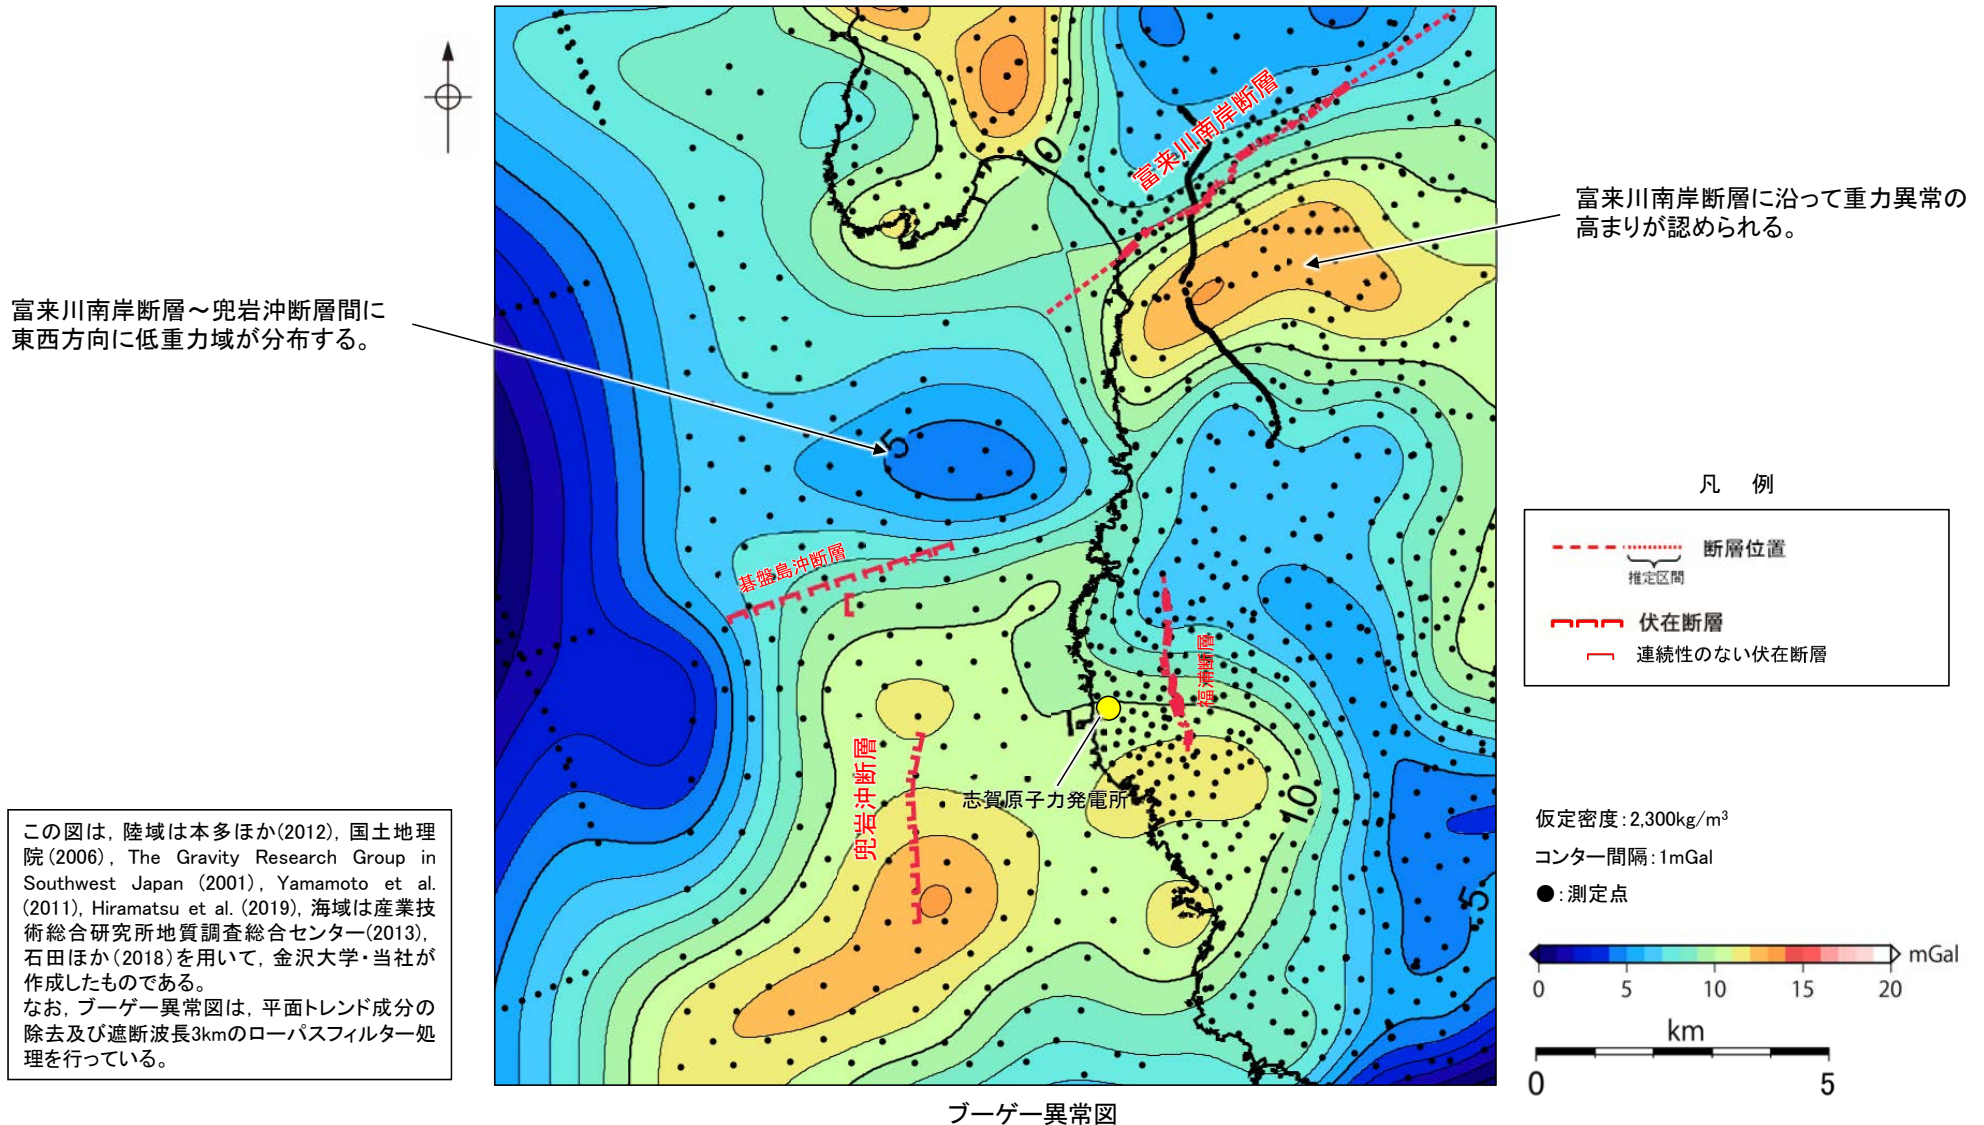 富来川南岸断層
10
富来川南岸断層に沿って重力異常の
高まりが認められる。
富来川南岸断層～兜岩沖断層間に
東西方向に低重力域が分布する。
5
碁盤島沖断層
福浦断層
兜岩沖断層
志賀原子力発電所
10
5
凡　例
断層位置
推定区間
伏在断層
連続性のない伏在断層
この図は，陸域は本多ほか(2012)，国土地理
院(2006)，The Gravity Research Group in
Southwest Japan (2001)，Yamamoto et al.
(2011)，Hiramatsu et al. (2019)，海域は産業技
術総合研究所地質調査総合センター(2013)，
石田ほか(2018)を用いて，金沢大学・当社が
作成したものである。
なお，ブーゲー異常図は，平面トレンド成分の
除去及び遮断波長3kmのローパスフィルター処
理を行っている。
仮定密度：2,300kg/m³
コンター間隔：1mGal
●：測定点
mGal
0 5 10 15 20
km
0 5
ブーゲー異常図